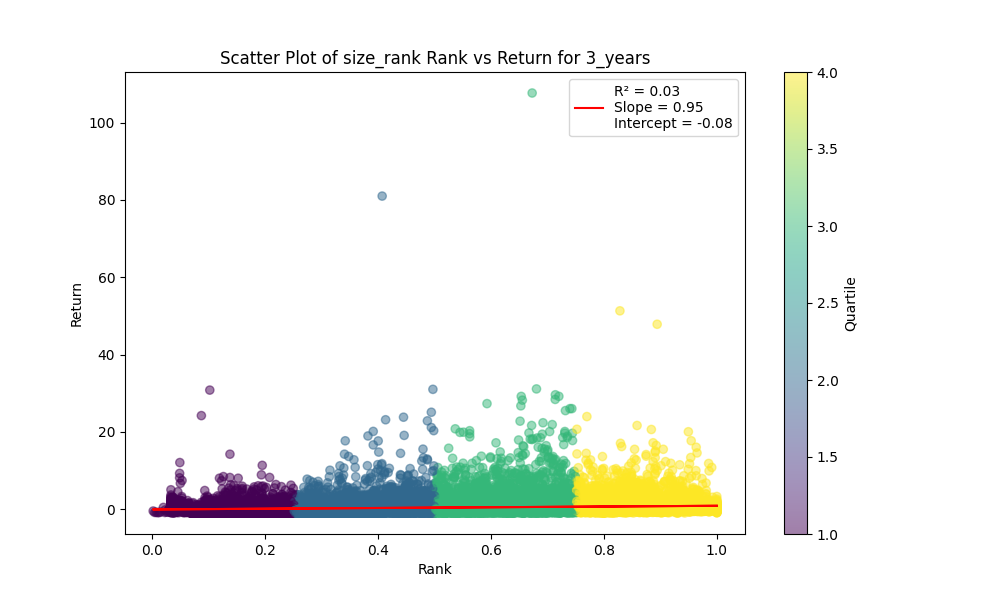 Scatter Plot of size_rank Rank vs Return for 3_years
R² = 0.03
Slope = 0.95
Intercept = -0.08
100
80
60
40
20
0
Return
0.0
0.2
0.4
0.6
0.8
1.0
Rank
4.0
3.5
3.0
2.5
2.0
1.5
1.0
Quartile